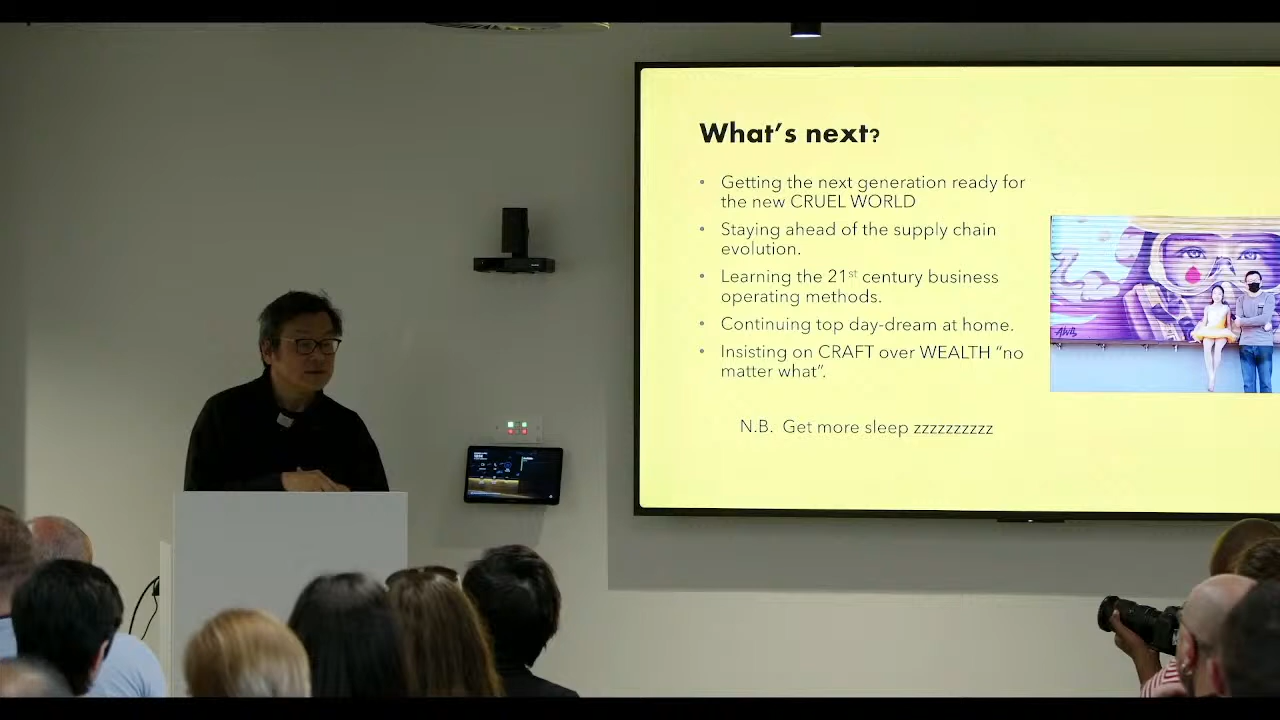 What's next?
• Getting the next generation ready for
the new CRUEL WORLD
• Staying ahead of the supply chain
evolution.
• Learning the 21st century business
operating methods.
• Continuing top day-dream at home.
• Insisting on CRAFT over WEALTH “no
matter what”.
N.B. Get more sleep zzzzzzzzzz